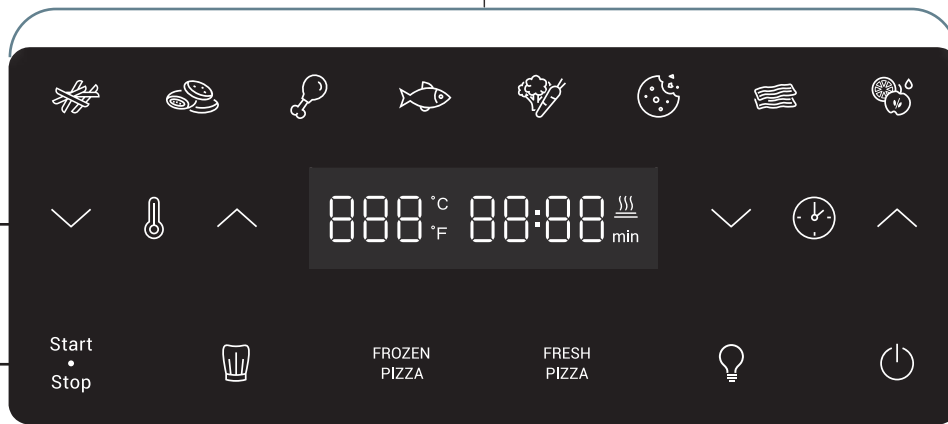 888 °C 88:88
°F min
Start
•
Stop
FROZEN
PIZZA
FRESH
PIZZA